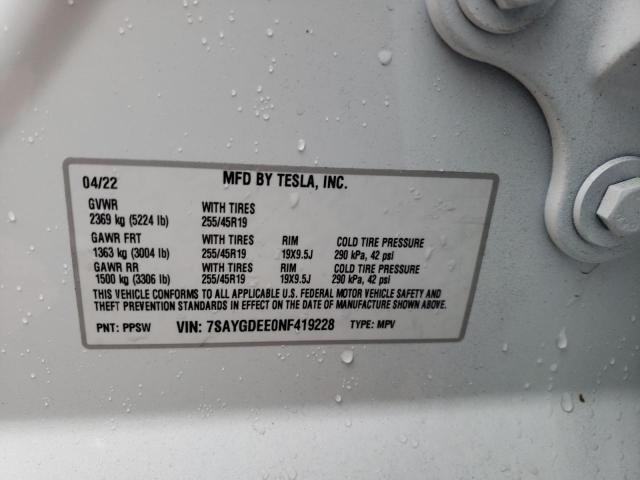 04/22 MFD BY TESLA, INC.
GVWR WITH TIRES
2369 kg (5224 lb) 255/45R19
GAWR FRT WITH TIRES RIM COLD TIRE PRESSURE
1363 kg (3004 lb) 255/45R19 19X9.5J 290 kPa, 42 psi
GAWR RR WITH TIRES RIM COLD TIRE PRESSURE
1500 kg (3306 lb) 255/45R19 19X9.5J 290 kPa, 42 psi
THIS VEHICLE CONFORMS TO ALL APPLICABLE U.S. FEDERAL MOTOR VEHICLE SAFETY AND
THEFT PREVENTION STANDARDS IN EFFECT ON THE DATE OF MANUFACTURE SHOWN ABOVE.
PNT: PPSW VIN: 7SAYGDEE0NF419228 TYPE: MPV